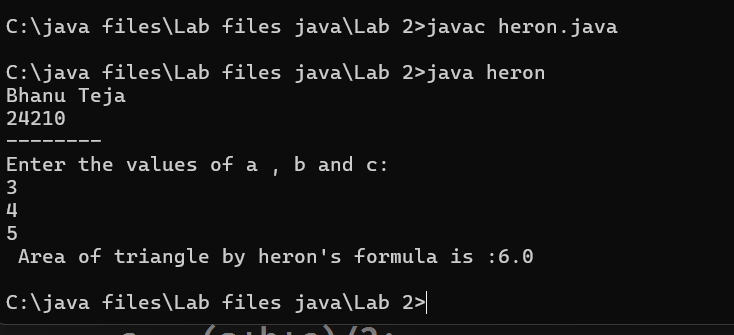 C:\java files\Lab files java\Lab 2>javac heron.java
C:\java files\Lab files java\Lab 2>java heron
Bhanu Teja
24210
--------
Enter the values of a , b and c:
3
4
5
 Area of triangle by heron's formula is :6.0
C:\java files\Lab files java\Lab 2>